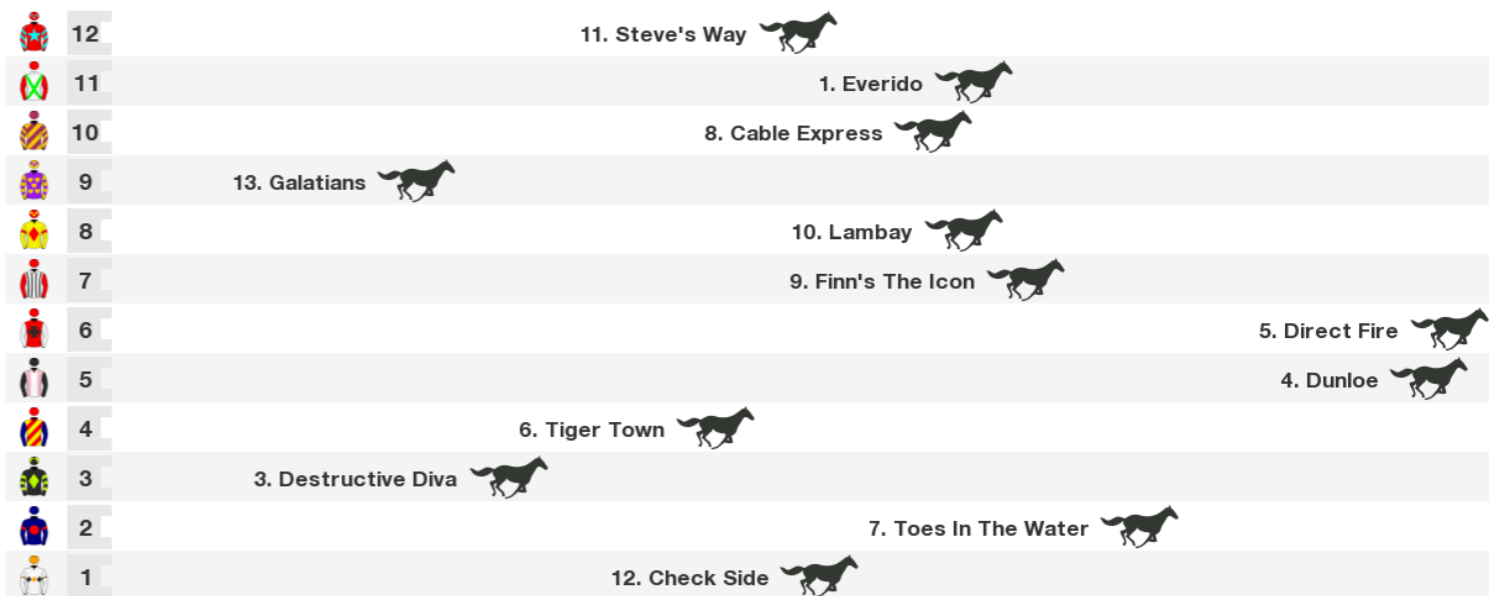 12 11. Steve's Way
11 1. Everido
10 8. Cable Express
9 13. Galatians
8 10. Lambay
7 9. Finn's The Icon
6 5. Direct Fire
5 4. Dunloe
4 6. Tiger Town
3 3. Destructive Diva
2 7. Toes In The Water
1 12. Check Side